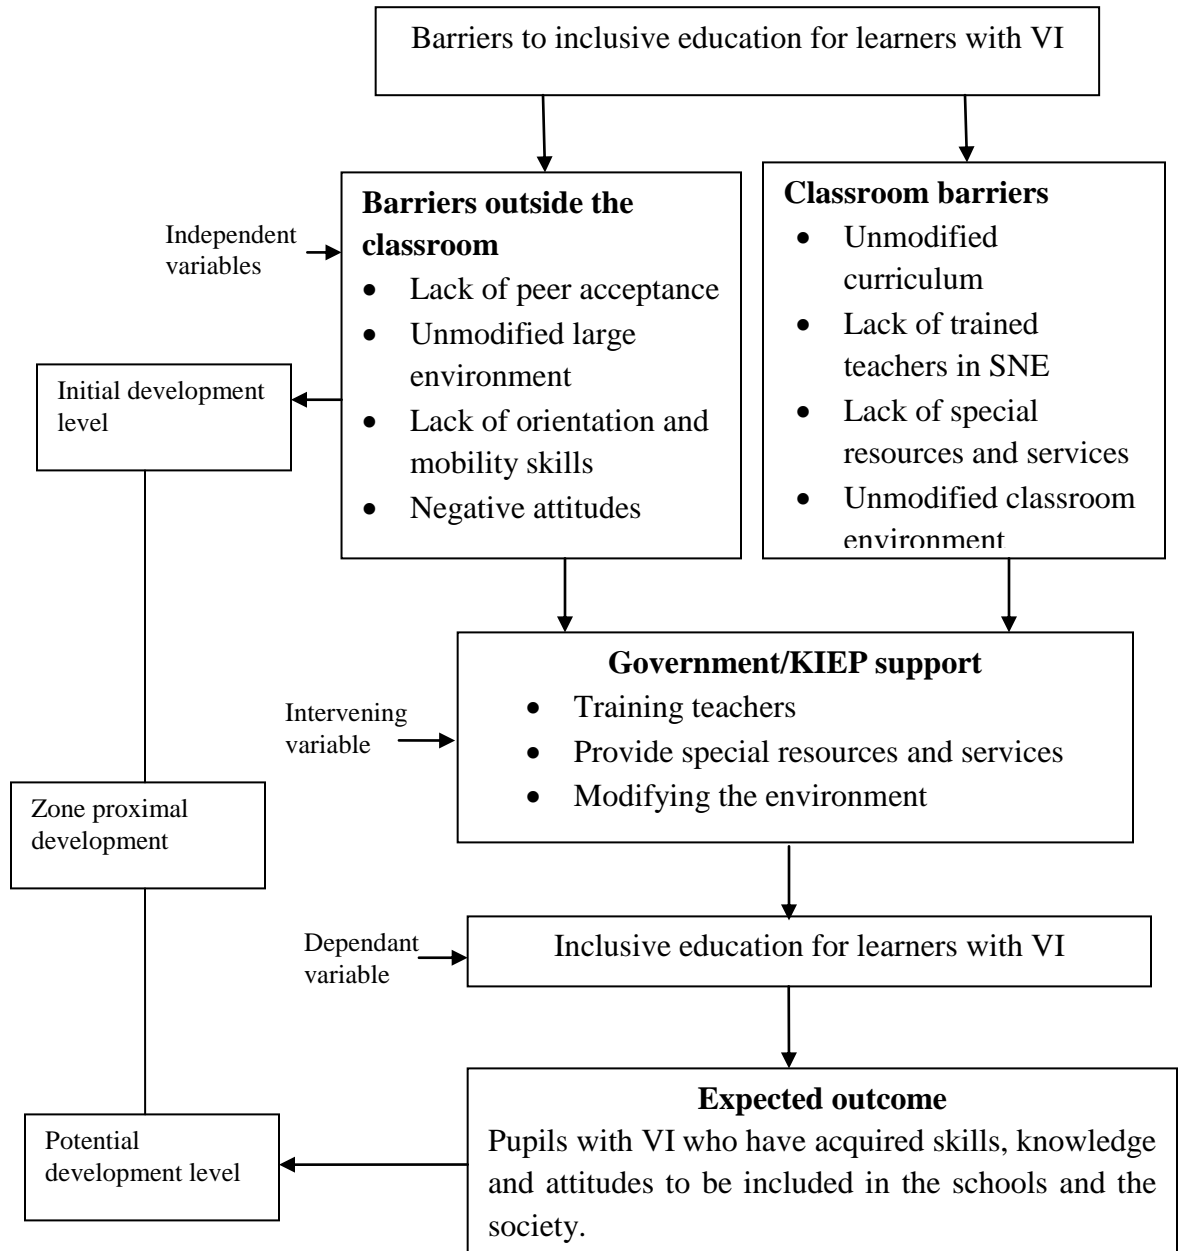 Barriers to inclusive education for learners with VI
Barriers outside the
classroom
• Lack of peer acceptance
• Unmodified large
environment
• Lack of orientation and
mobility skills
• Negative attitudes
Classroom barriers
• Unmodified
curriculum
• Lack of trained
teachers in SNE
• Lack of special
resources and services
• Unmodified classroom
environment
Independent
variables
Initial development
level
Government/KIEP support
• Training teachers
• Provide special resources and services
• Modifying the environment
Intervening
variable
Zone proximal
development
Dependant
variable
Inclusive education for learners with VI
Expected outcome
Pupils with VI who have acquired skills, knowledge
and attitudes to be included in the schools and the
society.
Potential
development level